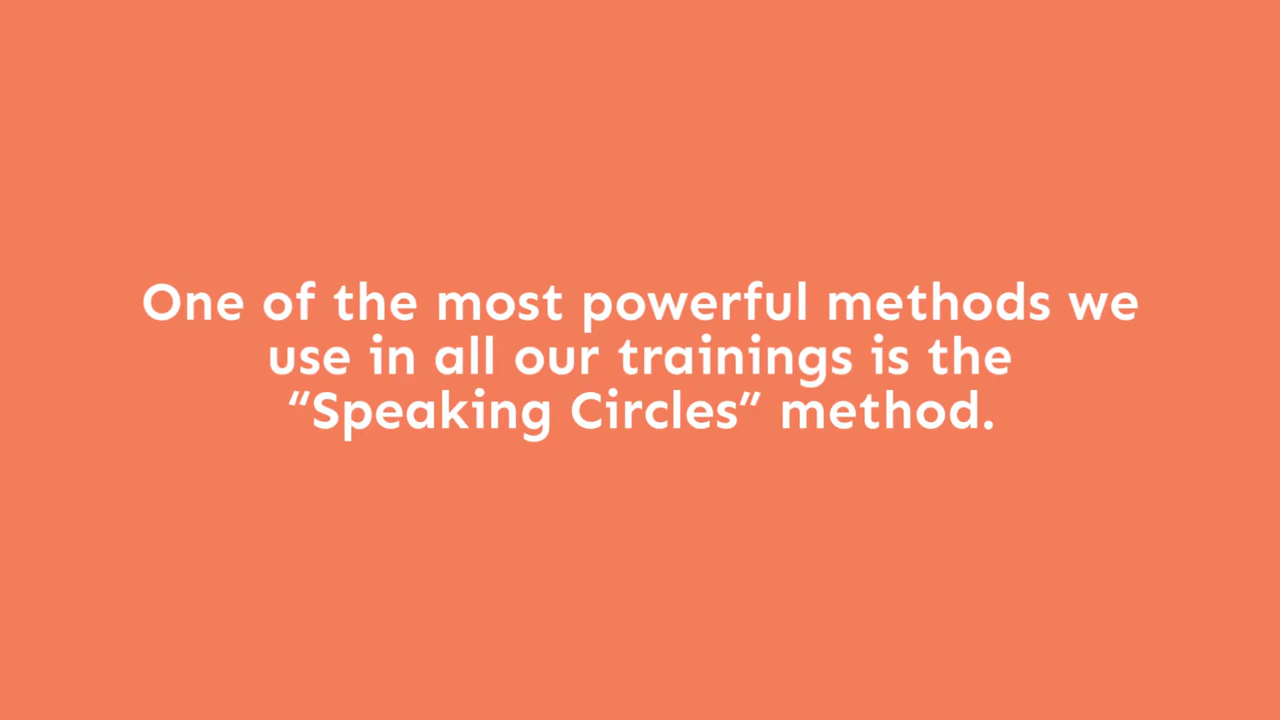 One of the most powerful methods we
use in all our trainings is the
“Speaking Circles” method.